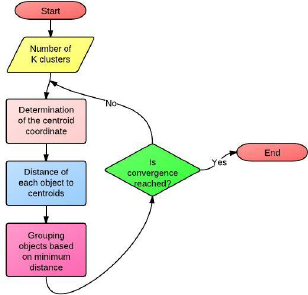 Start
Number of
K clusters
No
Determination
of the centroid
coordinate
Distance of
each object to
centroids
Is
convergence
reached?
Yes
End
Grouping
objects based
on minimum
distance